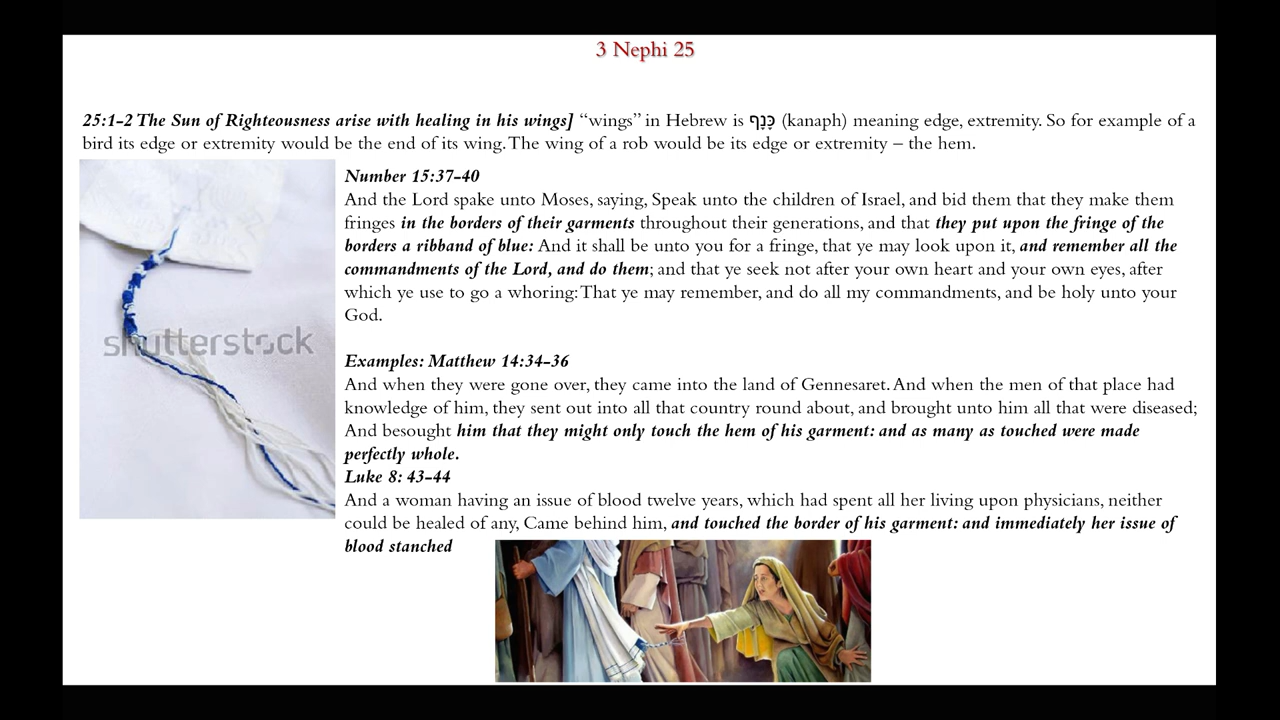 3 Nephi 25
25:1-2 The Sun of Righteousness arise with healing in his wings] “wings” in Hebrew is כָּנָף (kanaph) meaning edge, extremity. So for example of a
bird its edge or extremity would be the end of its wing. The wing of a rob would be its edge or extremity – the hem.
Number 15:37-40
And the Lord spake unto Moses, saying, Speak unto the children of Israel, and bid them that they make them
fringes in the borders of their garments throughout their generations, and that they put upon the fringe of the
borders a ribband of blue: And it shall be unto you for a fringe, that ye may look upon it, and remember all the
commandments of the Lord, and do them; and that ye seek not after your own heart and your own eyes, after
which ye use to go a whoring: That ye may remember, and do all my commandments, and be holy unto your
God.
shutterstock
Examples: Matthew 14:34-36
And when they were gone over, they came into the land of Gennesaret. And when the men of that place had
knowledge of him, they sent out into all that country round about, and brought unto him all that were diseased;
And besought him that they might only touch the hem of his garment: and as many as touched were made
perfectly whole.
Luke 8: 43-44
And a woman having an issue of blood twelve years, which had spent all her living upon physicians, neither
could be healed of any, Came behind him, and touched the border of his garment: and immediately her issue of
blood stanched